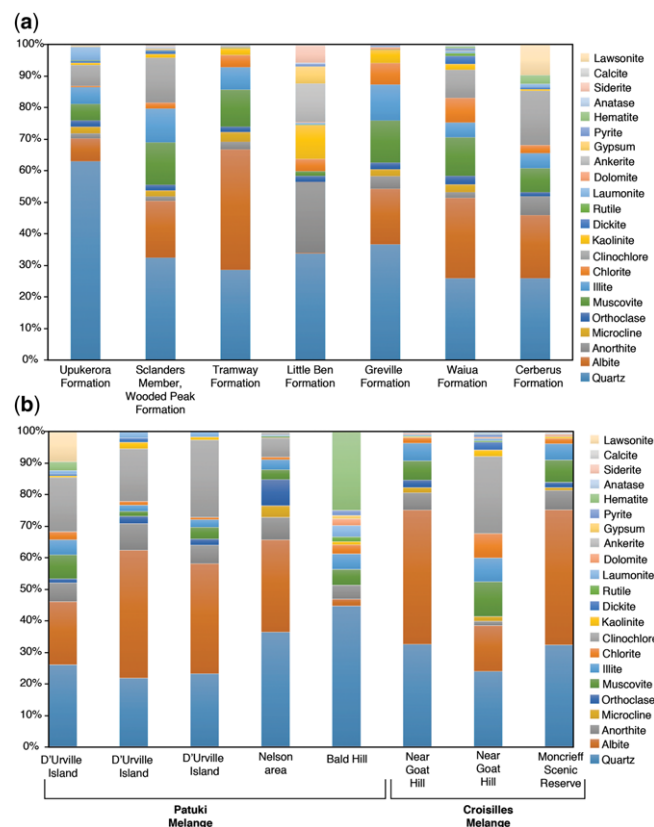 (a)
100%
90%
80%
70%
60%
50%
40%
30%
20%
10%
0%
Upukerora
Formation
Sclanders
Member,
Wooded Peak
Formation
Tramway
Formation
Little Ben
Formation
Greville
Formation
Waiua
Formation
Cerberus
Formation
Lawsonite
Calcite
Siderite
Anatase
Hematite
Pyrite
Gypsum
Ankerite
Dolomite
Laumonite
Rutile
Dickite
Kaolinite
Clinochlore
Chlorite
Illite
Muscovite
Orthoclase
Microcline
Anorthite
Albite
Quartz
(b)
100%
90%
80%
70%
60%
50%
40%
30%
20%
10%
0%
D'Urville
Island
D'Urville
Island
D'Urville
Island
Nelson
area
Bald Hill
Near
Goat
Hill
Near
Goat
Hill
Moncrieff
Scenic
Reserve
Patuki
Melange
Croisilles
Melange
Lawsonite
Calcite
Siderite
Anatase
Hematite
Pyrite
Gypsum
Ankerite
Dolomite
Laumonite
Rutile
Dickite
Kaolinite
Clinochlore
Chlorite
Illite
Muscovite
Orthoclase
Microcline
Anorthite
Albite
Quartz